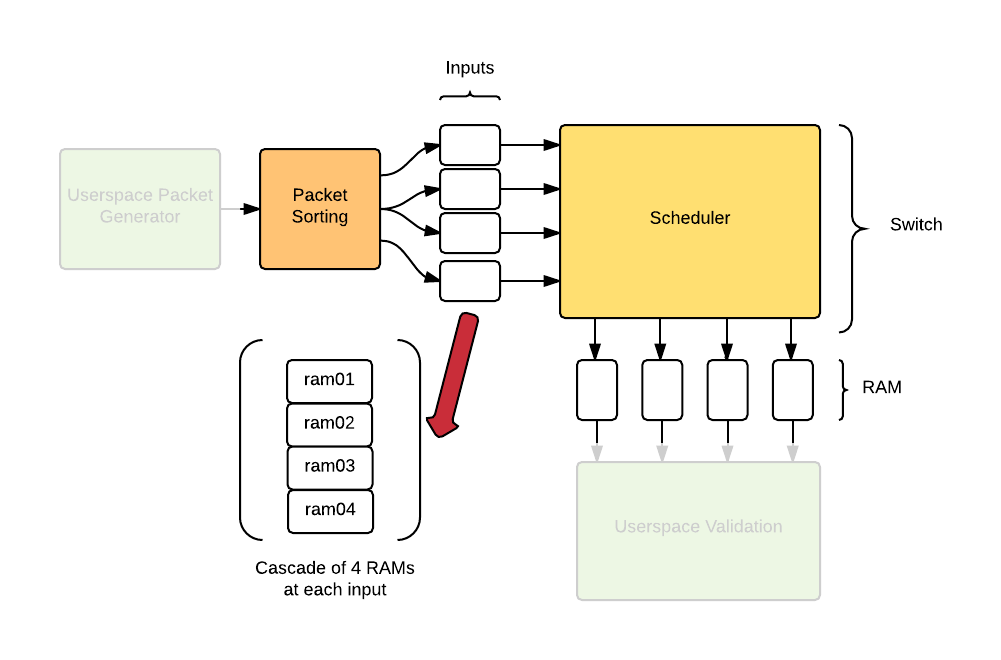 Inputs
Userspace Packet
Generator
Packet
Sorting
Scheduler
Switch
ram01
ram02
ram03
ram04
RAM
Userspace Validation
Cascade of 4 RAMs
at each input